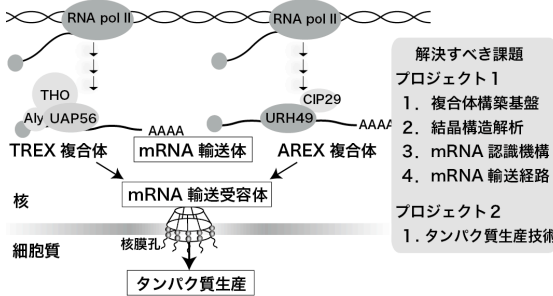 RNA pol II
RNA pol II
THO
Aly UAP56
CIP29
URH49
AAAA
AAAA
TREX 複合体
mRNA 輸送体
AREX 複合体
mRNA 輸送受容体
核
細胞質
核膜孔
タンパク質生産
解決すべき課題
プロジェクト1
1. 複合体構築基盤
2. 結晶構造解析
3. mRNA 認識機構
4. mRNA 輸送経路
プロジェクト2
1. タンパク質生産技術